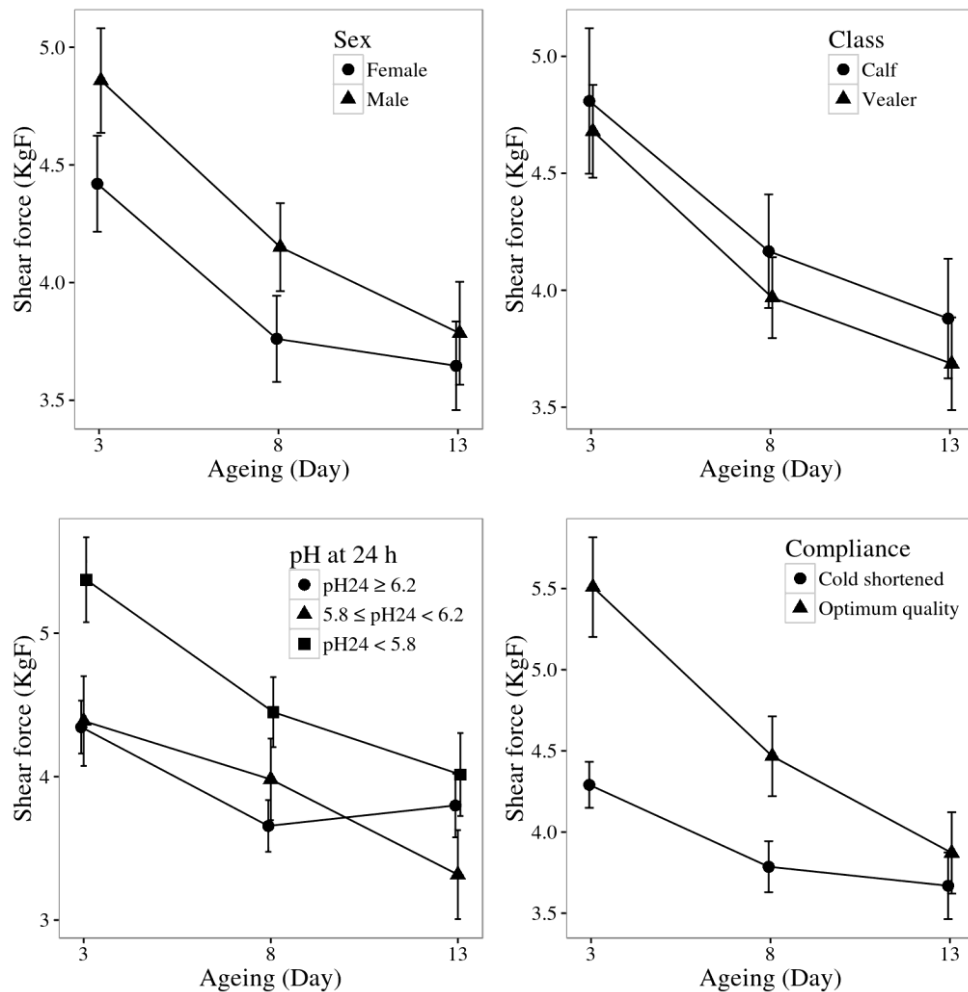 Sex
Female
Male
5.0
4.5
4.0
3.5
Shear force (KgF)
3 8 13
Ageing (Day)
Class
Calf
Vealer
5.0
4.5
4.0
3.5
Shear force (KgF)
3 8 13
Ageing (Day)
pH at 24 h
pH24 ≥ 6.2
5.8 ≤ pH24 < 6.2
pH24 < 5.8
5
4
3
Shear force (KgF)
3 8 13
Ageing (Day)
Compliance
Cold shortened
Optimum quality
5.5
5.0
4.5
4.0
3.5
Shear force (KgF)
3 8 13
Ageing (Day)